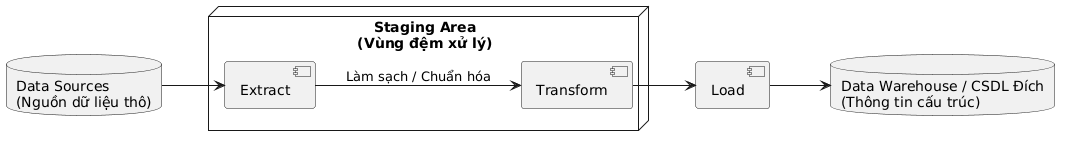 Staging Area
(Vùng đệm xử lý)
Data Sources
(Nguồn dữ liệu thô)
Extract
Làm sạch / Chuẩn hóa
Transform
Load
Data Warehouse / CSDL Đích
(Thông tin cấu trúc)